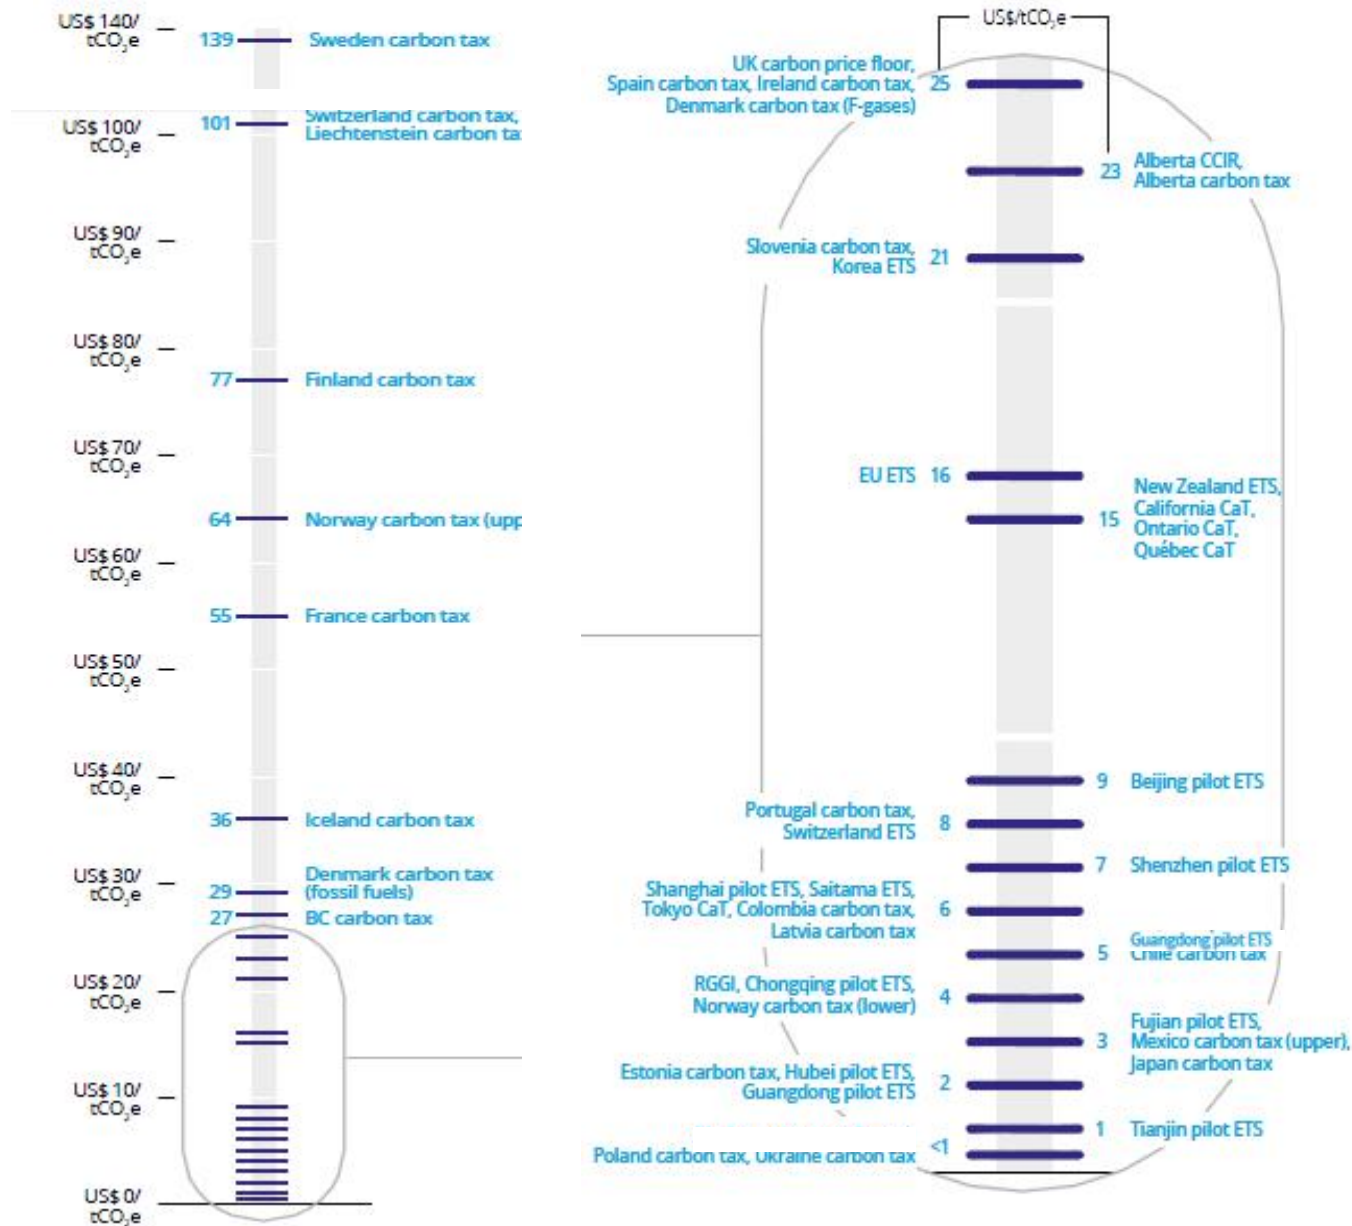 US$ 140/
tCO₂e
139 Sweden carbon tax
US$ 100/
tCO₂e
101 Switzerland carbon tax,
Liechtenstein carbon ta
US$ 90/
tCO₂e
US$ 80/
tCO₂e
77 Finland carbon tax
US$ 70/
tCO₂e
64 Norway carbon tax (upp
US$ 60/
tCO₂e
55 France carbon tax
US$ 50/
tCO₂e
US$ 40/
tCO₂e
36 Iceland carbon tax
US$ 30/
tCO₂e
29 Denmark carbon tax
(fossil fuels)
27 BC carbon tax
US$ 20/
tCO₂e
US$ 10/
tCO₂e
US$ 0/
tCO₂e
US$/tCO₂e
UK carbon price floor,
Spain carbon tax, Ireland carbon tax,
Denmark carbon tax (F-gases)
25
23 Alberta CCIR,
Alberta carbon tax
Slovenia carbon tax,
Korea ETS
21
EU ETS 16
15 New Zealand ETS,
California CaT,
Ontario CaT,
Québec CaT
9 Beijing pilot ETS
Portugal carbon tax,
Switzerland ETS
8
7 Shenzhen pilot ETS
Shanghai pilot ETS, Saitama ETS,
Tokyo CaT, Colombia carbon tax,
Latvia carbon tax
6
Guangdong pilot ETS
5 Chile carbon tax
RGGI, Chongqing pilot ETS,
Norway carbon tax (lower)
4
3 Fujian pilot ETS,
Mexico carbon tax (upper),
Japan carbon tax
Estonia carbon tax, Hubei pilot ETS,
Guangdong pilot ETS
2
1 Tianjin pilot ETS
<1
Poland carbon tax, Ukraine carbon tax